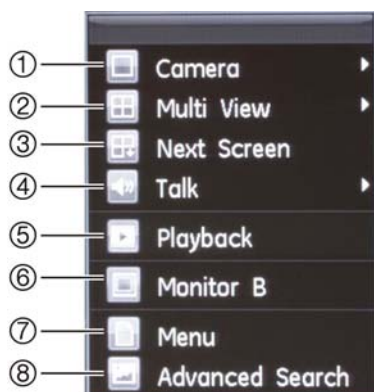 ① Camera
② Multi View
③ Next Screen
④ Talk
⑤ Playback
⑥ Monitor B
⑦ Menu
⑧ Advanced Search